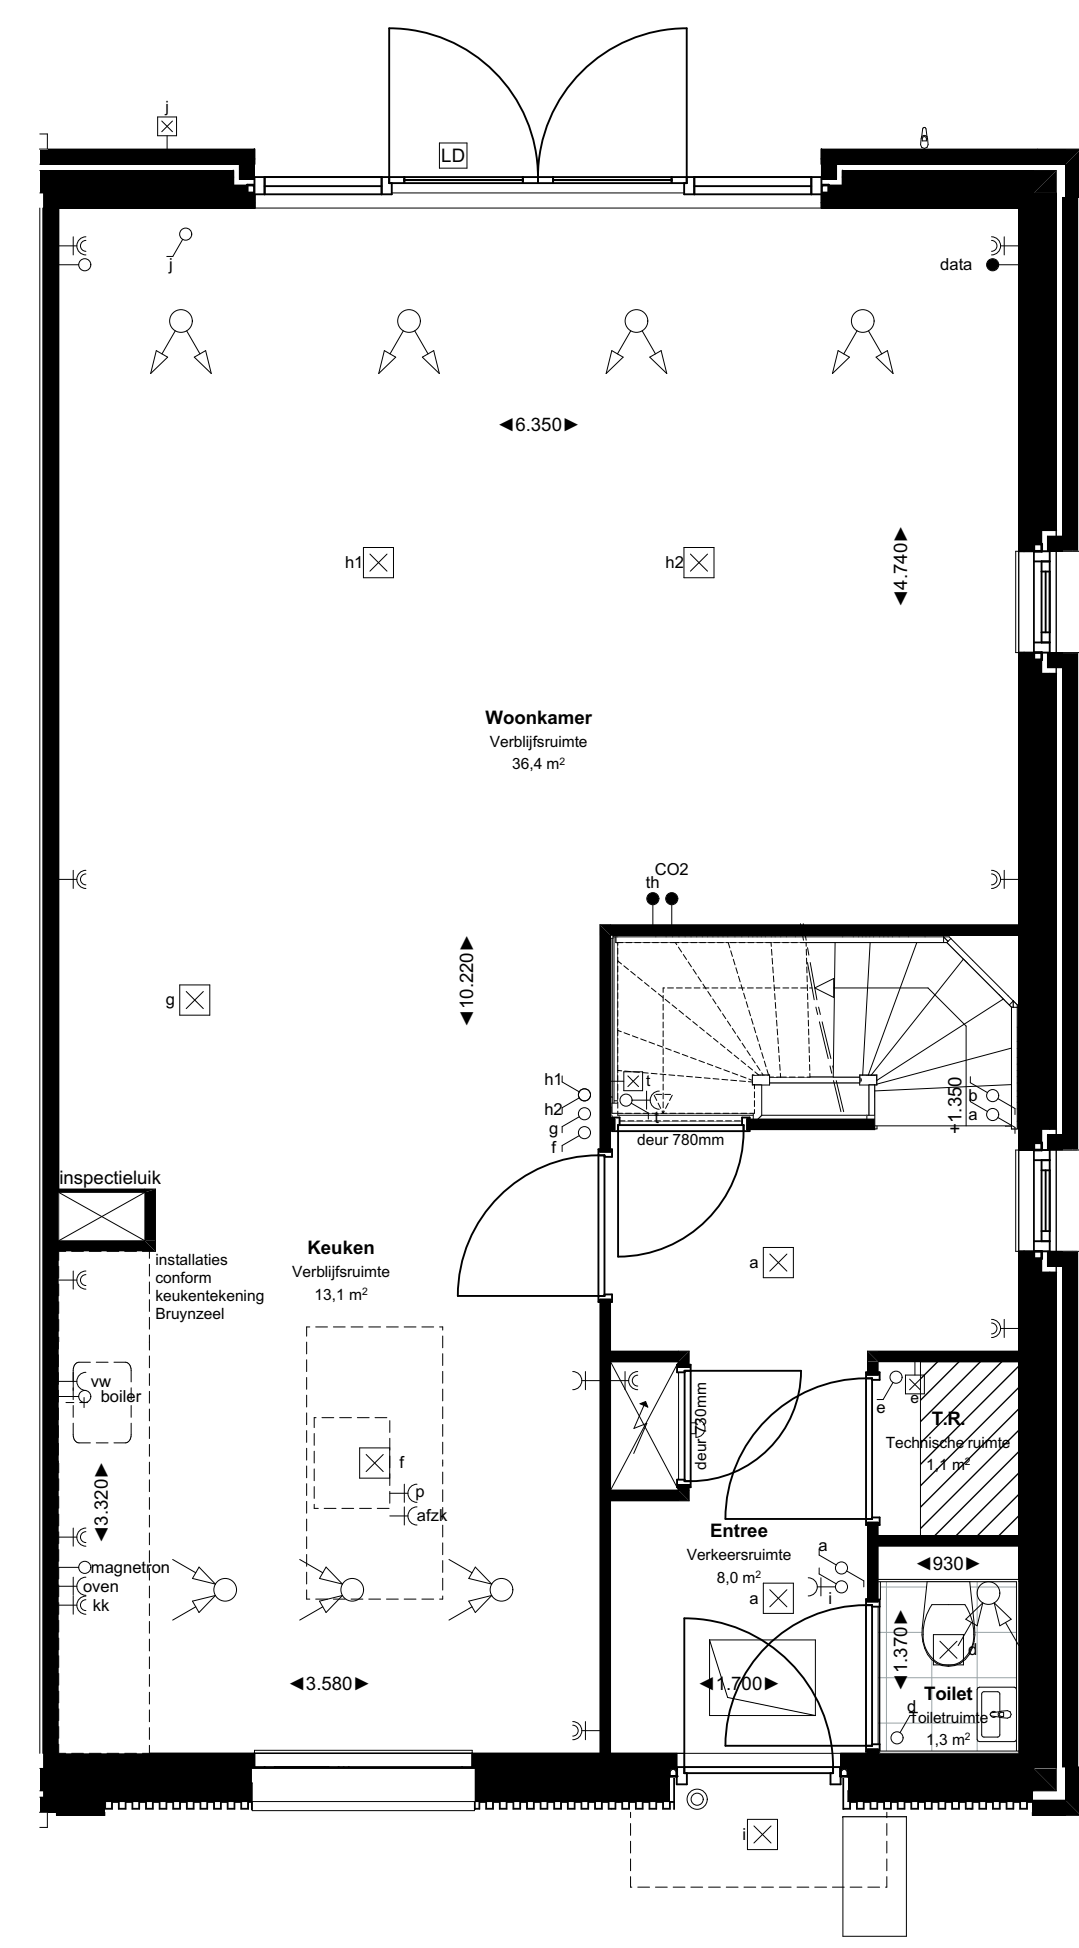 j
LD
j
data
◄6.350►
h1
h2
◄4.740►
Woonkamer
Verblijfsruimte
36,4 m²
CO2
th
◄10.220►
g
h1
h2
g
f
t
t
+1.350
b
a
deur 780mm
inspectieluik
installaties
conform
keukentekening
Bruynzeel
Keuken
Verblijfsruimte
13,1 m²
a
vw
boiler
deur 730mm
e
e
T.R.
Technische ruimte
1,1 m²
f
p
afzk
◄3.320►
Entree
Verkeersruimte
8,0 m²
a
a
i
◄930►
magnetron
oven
kk
◄1.370►
d
◄3.580►
◄1.700►
Toilet
d
Toiletruimte
1,3 m²
i